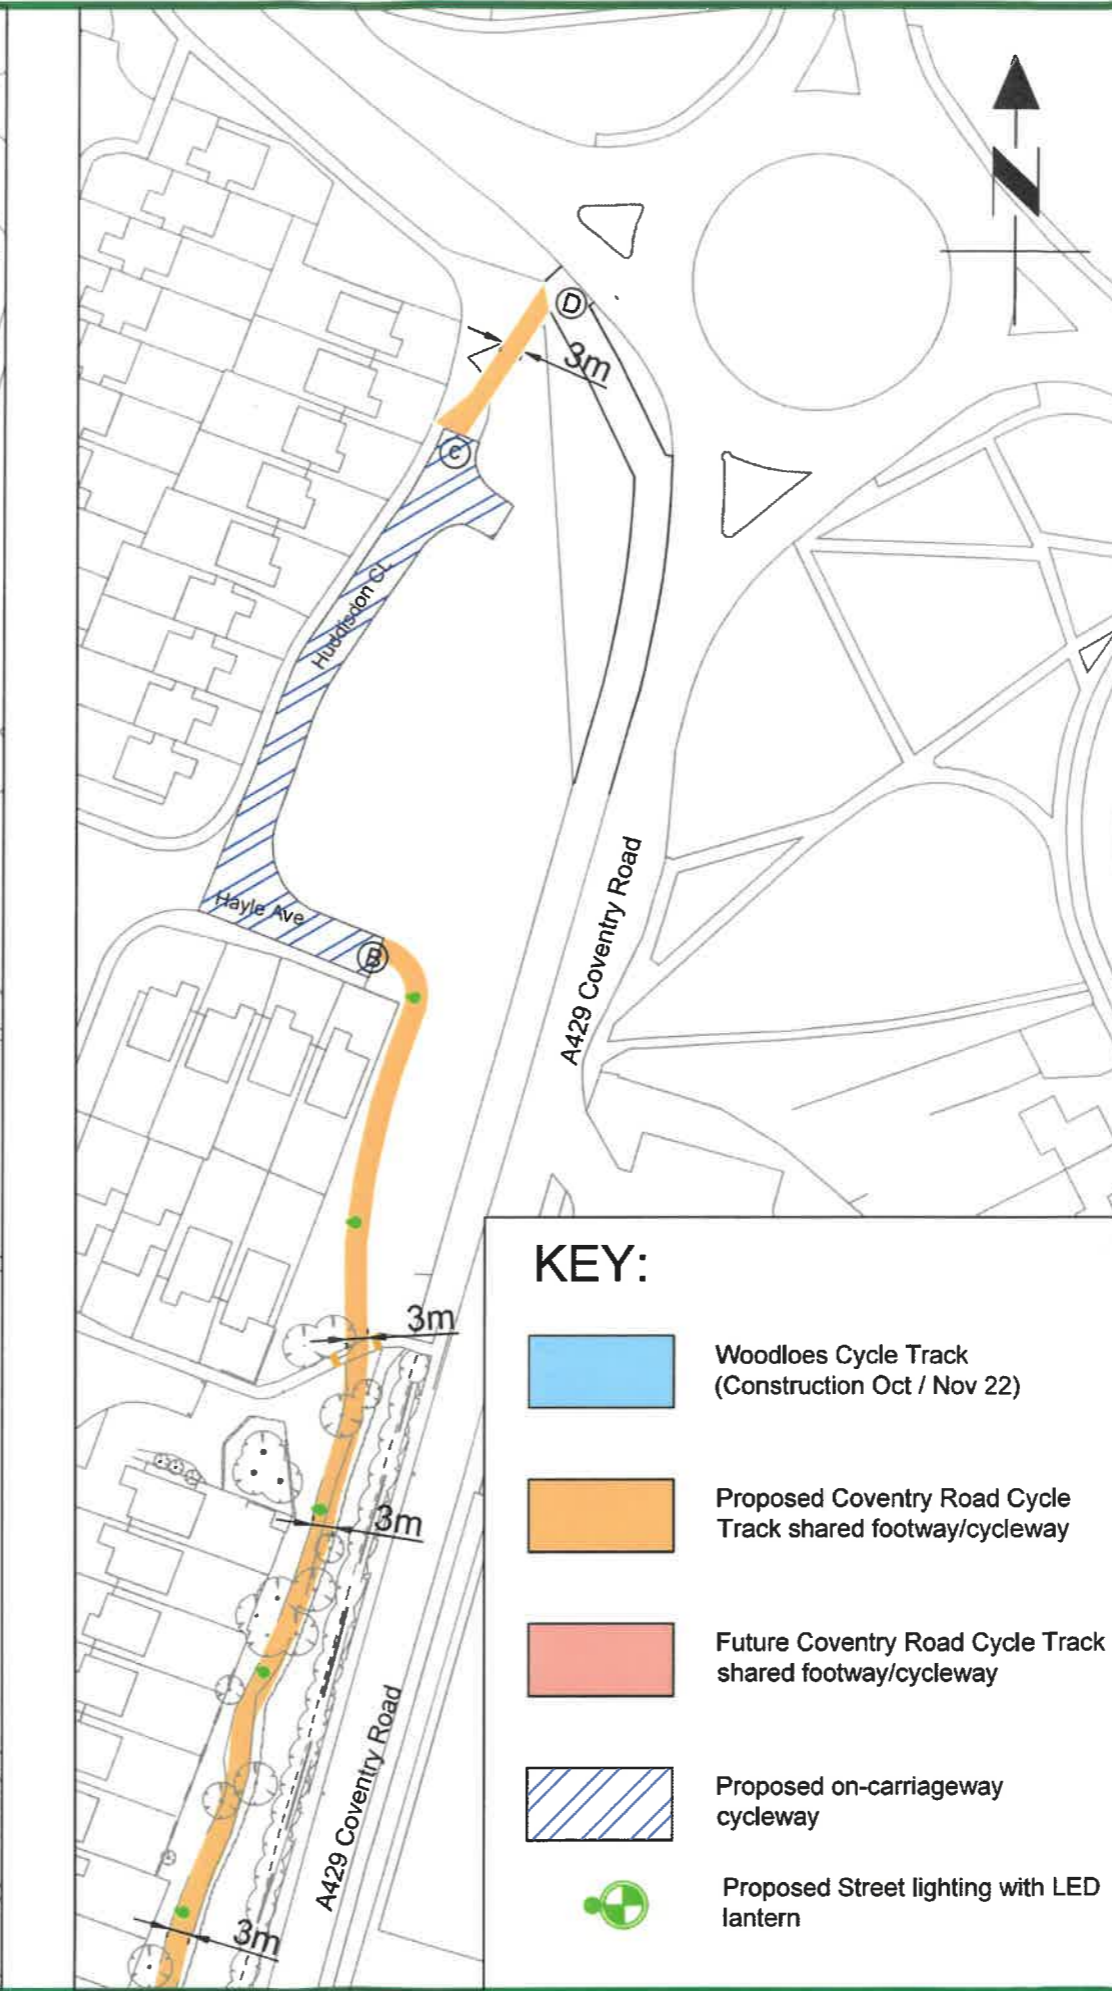 N
D
3m
C
Huddisdon CL
Hayle Ave
B
A429 Coventry Road
3m
3m
A429 Coventry Road
3m
KEY:
Woodloes Cycle Track
(Construction Oct / Nov 22)
Proposed Coventry Road Cycle
Track shared footway/cycleway
Future Coventry Road Cycle Track
shared footway/cycleway
Proposed on-carriageway
cycleway
Proposed Street lighting with LED
lantern